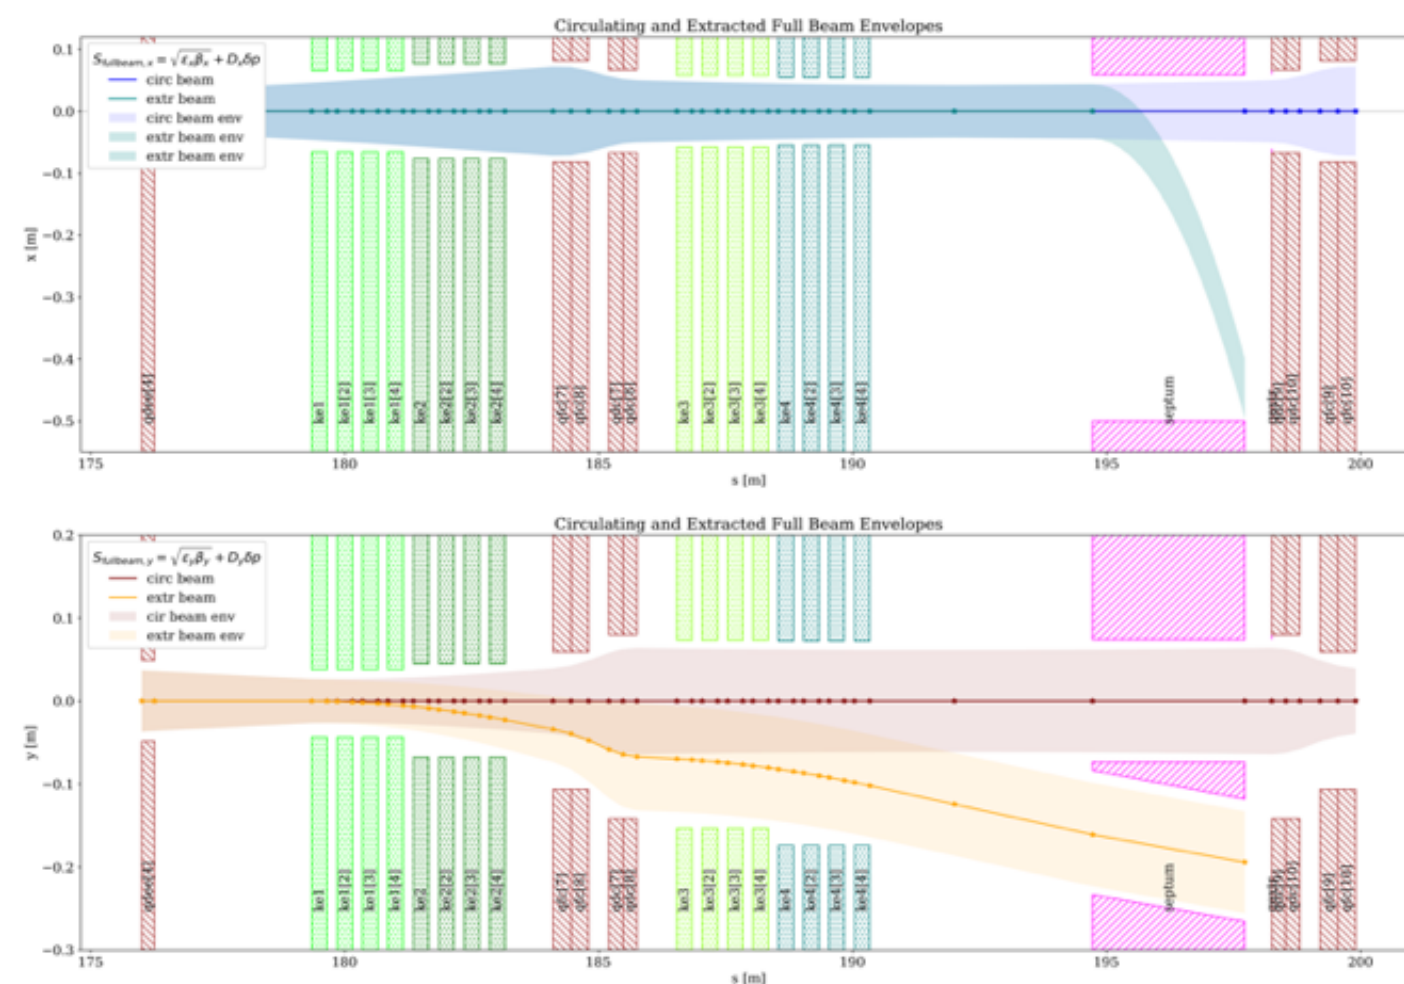 Circulating and Extracted Full Beam Envelopes
S_fullbeam, x = √ε_xβ_x + D_xδp
circ beam
extr beam
circ beam env
extr beam env
extr beam env
x [m]
0.1
0.0
−0.1
−0.2
−0.3
−0.4
−0.5
ke1
ke1[2]
ke1[3]
ke1[4]
ke2
ke2[2]
ke2[3]
ke2[4]
ke3
ke3[2]
ke3[3]
ke3[4]
ke4
ke4[2]
ke4[3]
ke4[4]
septum
175 180 185 190 195 200
s [m]
Circulating and Extracted Full Beam Envelopes
S_fullbeam, y = √ε_yβ_y + D_yδp
circ beam
extr beam
cir beam env
extr beam env
y [m]
0.2
0.1
0.0
−0.1
−0.2
−0.3
ke1
ke1[2]
ke1[3]
ke1[4]
ke2
ke2[2]
ke2[3]
ke2[4]
ke3
ke3[2]
ke3[3]
ke3[4]
ke4
ke4[2]
ke4[3]
ke4[4]
septum
175 180 185 190 195 200
s [m]